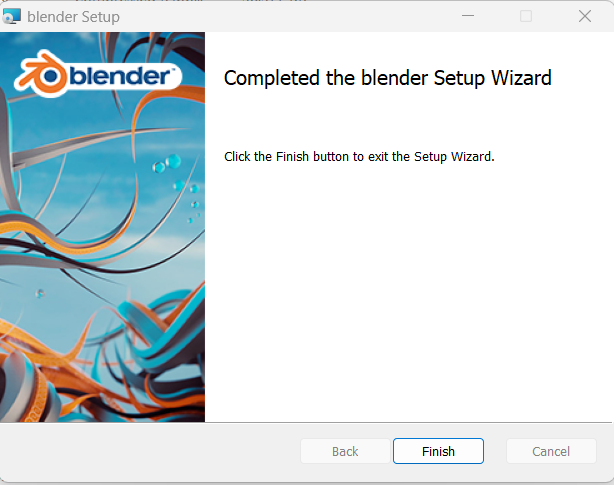 blender Setup
blender™
Completed the blender Setup Wizard
Click the Finish button to exit the Setup Wizard.
Back
Finish
Cancel